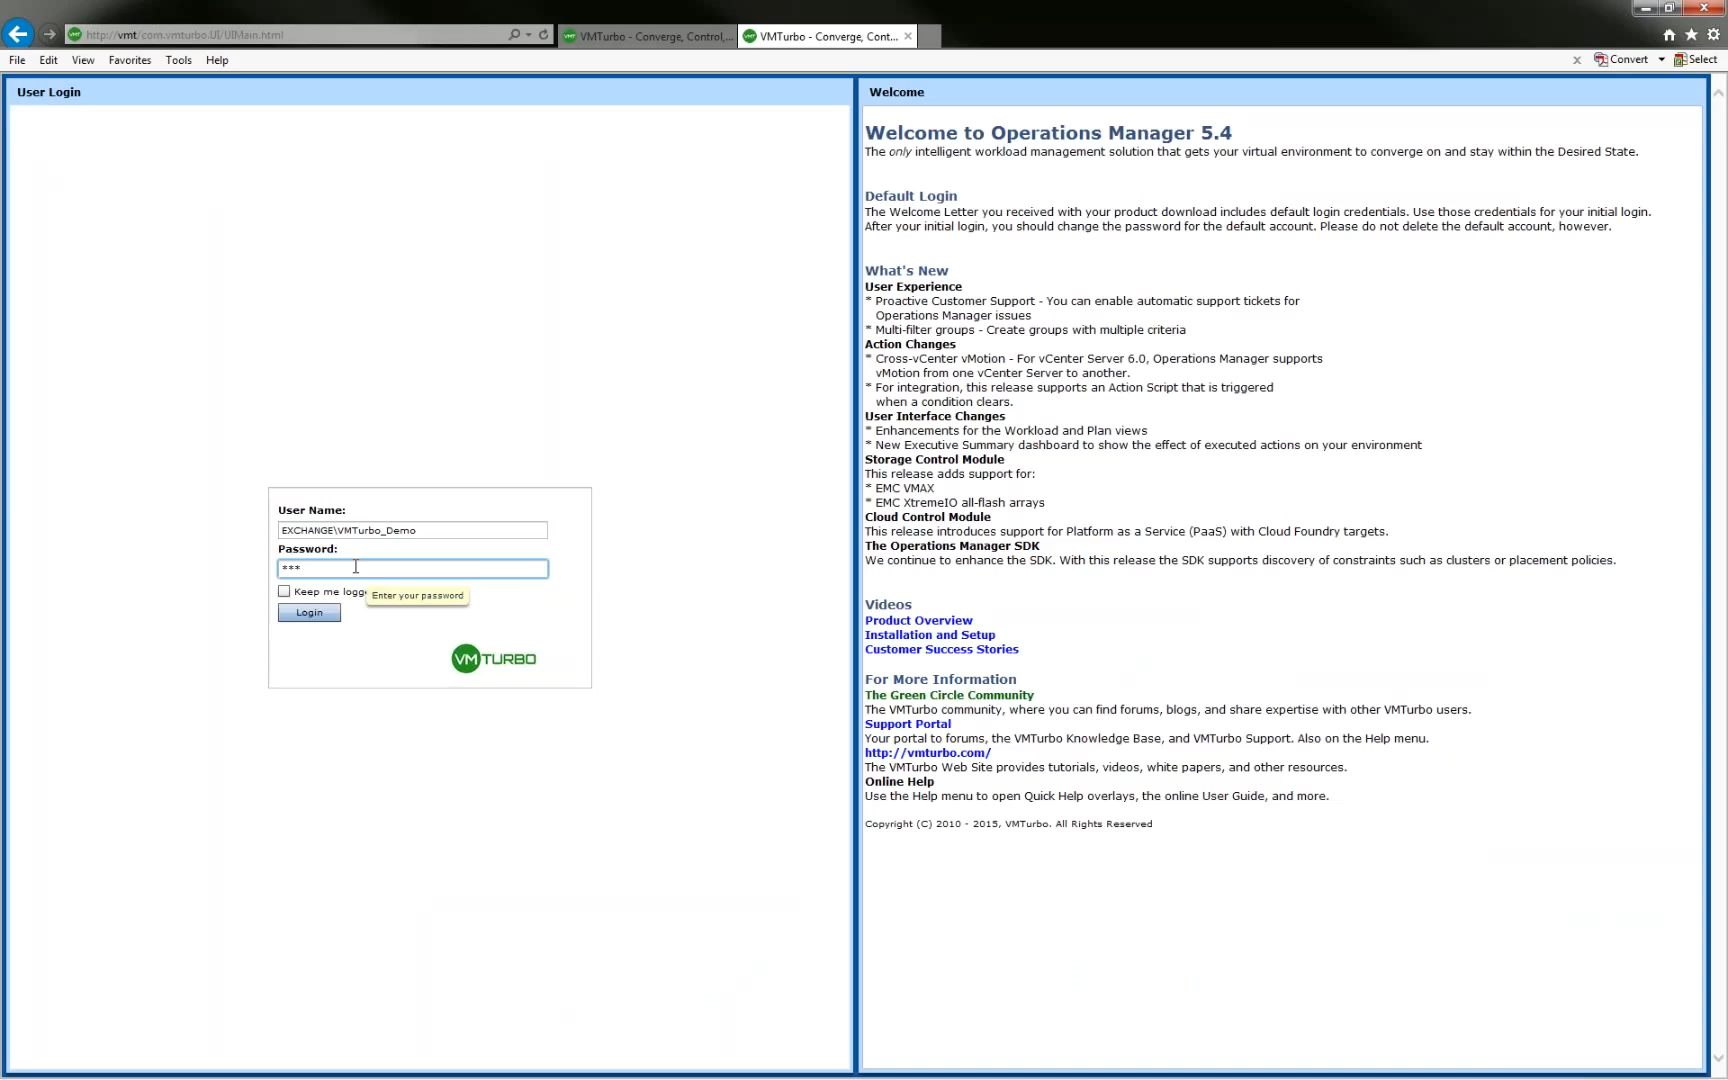 http://vmt/com.vmturbo.UI/UIMain.html
VMTurbo - Converge, Control,...
VMTurbo - Converge, Cont...
File Edit View Favorites Tools Help
Convert
Select
User Login
User Name:
EXCHANGE\VMTurbo_Demo
Password:
***
Keep me logge
Enter your password
Login
VMTURBO
Welcome
Welcome to Operations Manager 5.4
The only intelligent workload management solution that gets your virtual environment to converge on and stay within the Desired State.
Default Login
The Welcome Letter you received with your product download includes default login credentials. Use those credentials for your initial login.
After your initial login, you should change the password for the default account. Please do not delete the default account, however.
What's New
User Experience
* Proactive Customer Support - You can enable automatic support tickets for
Operations Manager issues
* Multi-filter groups - Create groups with multiple criteria
Action Changes
* Cross-vCenter vMotion - For vCenter Server 6.0, Operations Manager supports
vMotion from one vCenter Server to another.
* For integration, this release supports an Action Script that is triggered
when a condition clears.
User Interface Changes
* Enhancements for the Workload and Plan views
* New Executive Summary dashboard to show the effect of executed actions on your environment
Storage Control Module
This release adds support for:
* EMC VMAX
* EMC XtremeIO all-flash arrays
Cloud Control Module
This release introduces support for Platform as a Service (PaaS) with Cloud Foundry targets.
The Operations Manager SDK
We continue to enhance the SDK. With this release the SDK supports discovery of constraints such as clusters or placement policies.
Videos
Product Overview
Installation and Setup
Customer Success Stories
For More Information
The Green Circle Community
The VMTurbo community, where you can find forums, blogs, and share expertise with other VMTurbo users.
Support Portal
Your portal to forums, the VMTurbo Knowledge Base, and VMTurbo Support. Also on the Help menu.
http://vmturbo.com/
The VMTurbo Web Site provides tutorials, videos, white papers, and other resources.
Online Help
Use the Help menu to open Quick Help overlays, the online User Guide, and more.
Copyright (C) 2010 - 2015, VMTurbo. All Rights Reserved